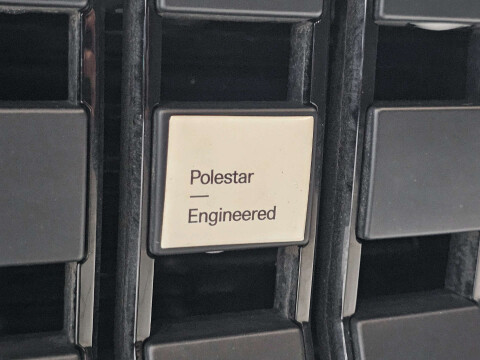 Polestar
—
Engineered